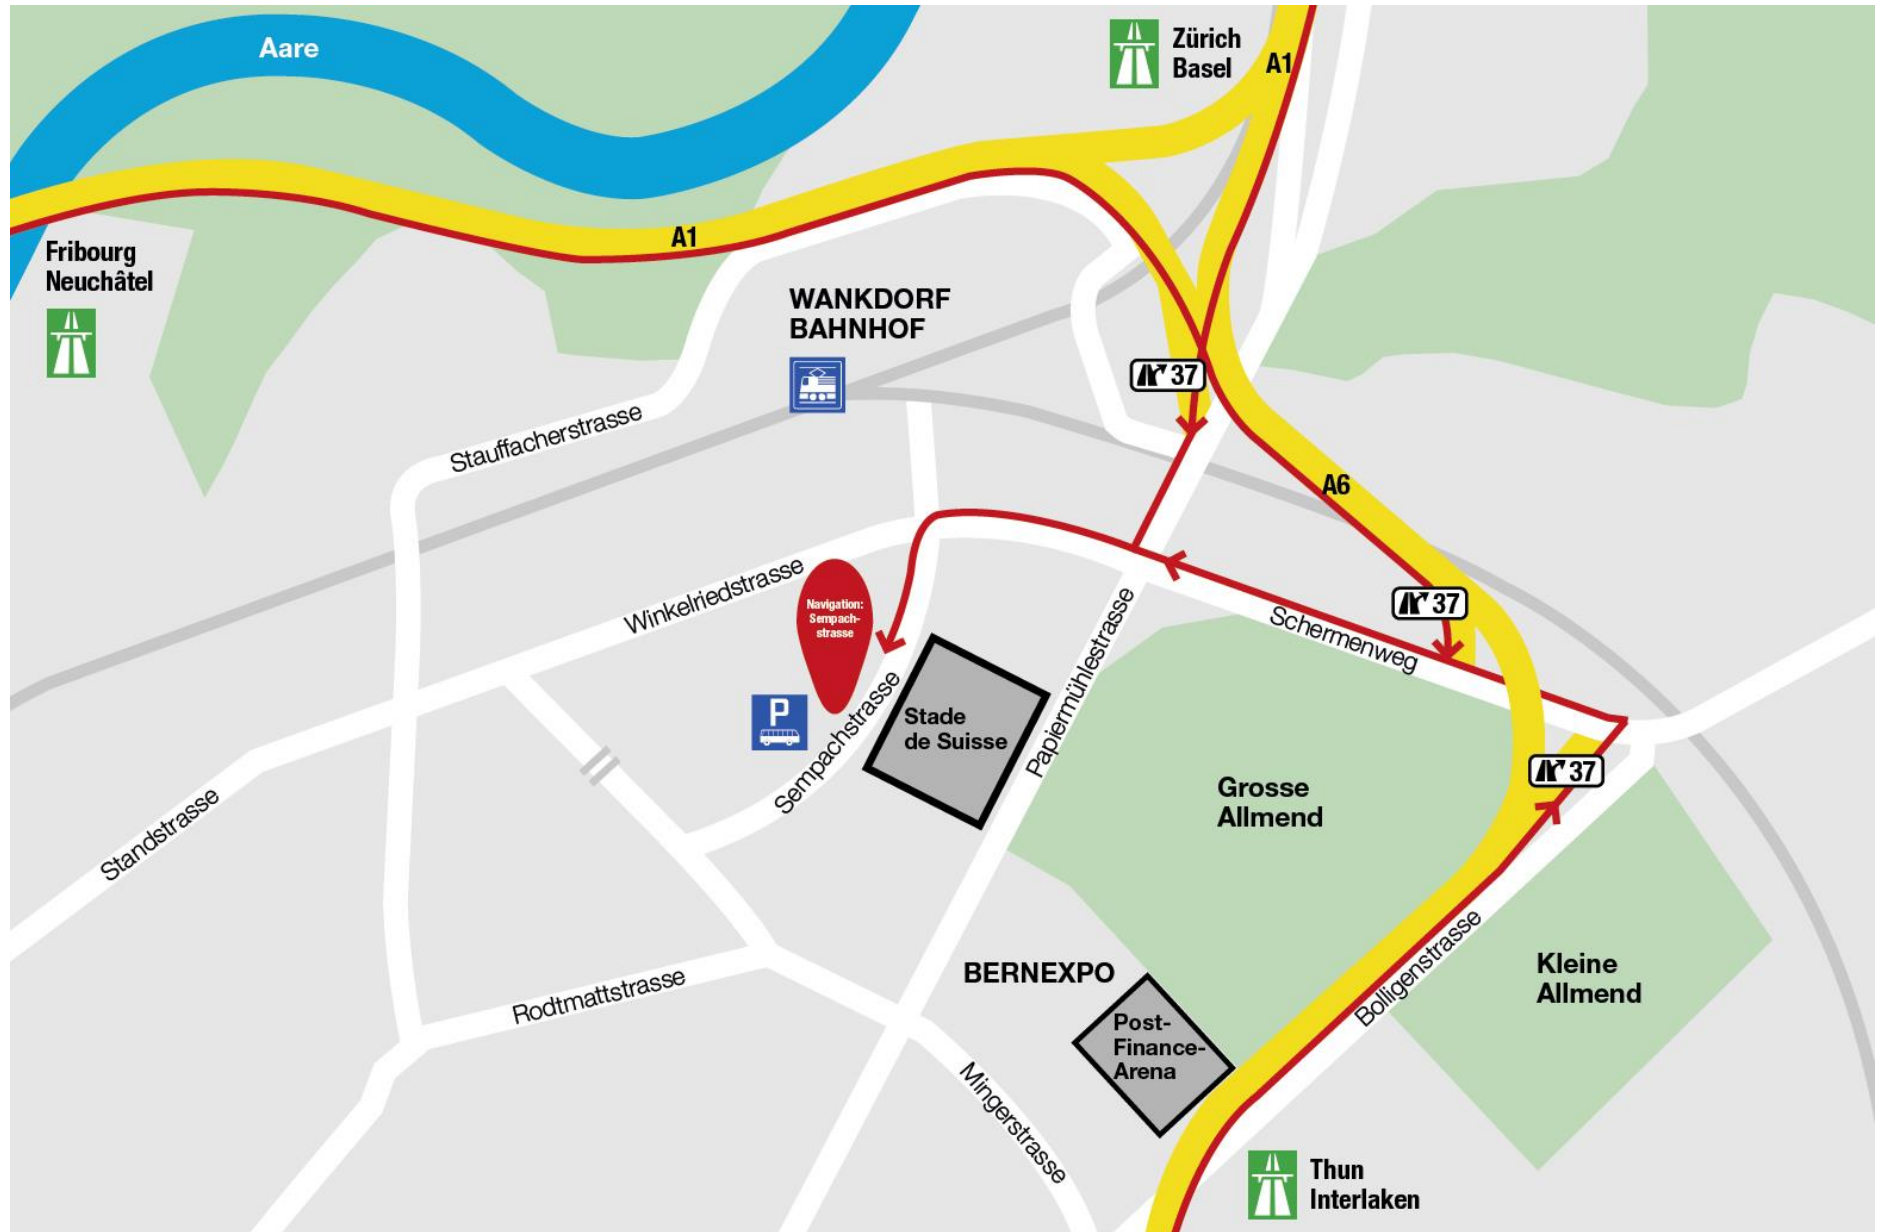 Aare
Zürich
Basel
A1
Fribourg
Neuchâtel
A1
WANKDORF
BAHNHOF
37
Stauffacherstrasse
A6
Winkelriedstrasse
Navigation:
Sempach-
strasse
37
Schermenweg
Papiermühlestrasse
P
Sempachstrasse
Stade
de Suisse
37
Standstrasse
Grosse
Allmend
BERNEXPO
Rodtmattstrasse
Post-
Finance-
Arena
Bolligenstrasse
Kleine
Allmend
Mingerstrasse
Thun
Interlaken